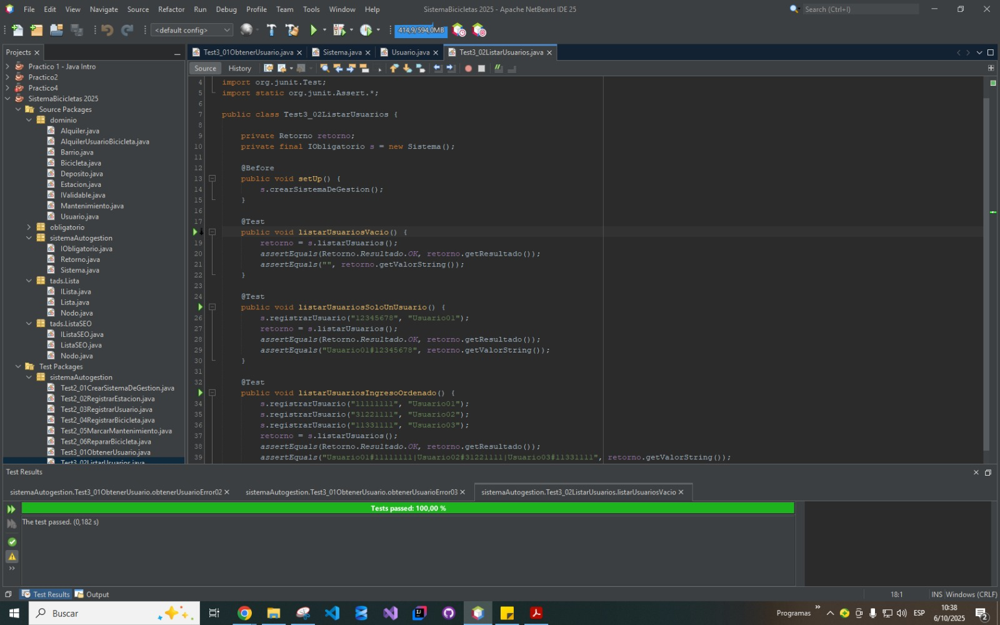 File Edit View Navigate Source Refactor Run Debug Profile Team Tools Window Help
SistemaBicicletas 2025 - Apache NetBeans IDE 25
Search (Ctrl+I)
<default config>
414,9/594,0MB
Projects
Test3_01ObtenerUsuario.java
Sistema.java
Usuario.java
Test3_02ListarUsuarios.java
Source
History
Practico 1 - Java Intro
Practico2
Practico4
SistemaBicicletas 2025
Source Packages
dominio
Alquiler.java
AlquilerUsuarioBicicleta.java
Barrio.java
Bicicleta.java
Deposito.java
Estacion.java
IValidable.java
Mantenimiento.java
Usuario.java
obligatorio
sistemaAutogestion
IObligatorio.java
Retorno.java
Sistema.java
tads.Lista
ILista.java
Lista.java
Nodo.java
tads.ListaSEO
IListaSEO.java
ListaSEO.java
Nodo.java
Test Packages
sistemaAutogestion
Test2_01CrearSistemaDeGestion.java
Test2_02RegistrarEstacion.java
Test2_03RegistrarUsuario.java
Test2_04RegistrarBicicleta.java
Test2_05MarcarMantenimiento.java
Test2_06RepararBicicleta.java
Test3_01ObtenerUsuario.java
Test3_02ListarUsuarios.java
4 import org.junit.Test;
5 import static org.junit.Assert.*;
6
7 public class Test3_02ListarUsuarios {
8
9 private Retorno retorno;
10 private final IObligatorio s = new Sistema();
11
12 @Before
13 public void setUp() {
14 s.crearSistemaDeGestion();
15 }
16
17 @Test
public void listarUsuariosVacio() {
19 retorno = s.listarUsuarios();
20 assertEquals(Retorno.Resultado.OK, retorno.getResultado());
21 assertEquals("", retorno.getValorString());
22 }
23
24 @Test
public void listarUsuariosSoloUnUsuario() {
26 s.registrarUsuario("12345678", "Usuario01");
27 retorno = s.listarUsuarios();
28 assertEquals(Retorno.Resultado.OK, retorno.getResultado());
29 assertEquals("Usuario01#12345678", retorno.getValorString());
30 }
31
32 @Test
public void listarUsuariosIngresoOrdenado() {
34 s.registrarUsuario("11111111", "Usuario01");
35 s.registrarUsuario("31221111", "Usuario02");
36 s.registrarUsuario("11331111", "Usuario03");
37 retorno = s.listarUsuarios();
38 assertEquals(Retorno.Resultado.OK, retorno.getResultado());
39 assertEquals("Usuario01#11111111|Usuario02#31221111|Usuario03#11331111", retorno.getValorString());
Test Results
sistemaAutogestion.Test3_01ObtenerUsuario.obtenerUsuarioError02
sistemaAutogestion.Test3_01ObtenerUsuario.obtenerUsuarioError03
sistemaAutogestion.Test3_02ListarUsuarios.listarUsuariosVacio
Tests passed: 100,00 %
The test passed. (0,182 s)
Test Results
Output
18:1
INS
Windows (CRLF)
Buscar
Programas
ESP
10:38
6/10/2025
2